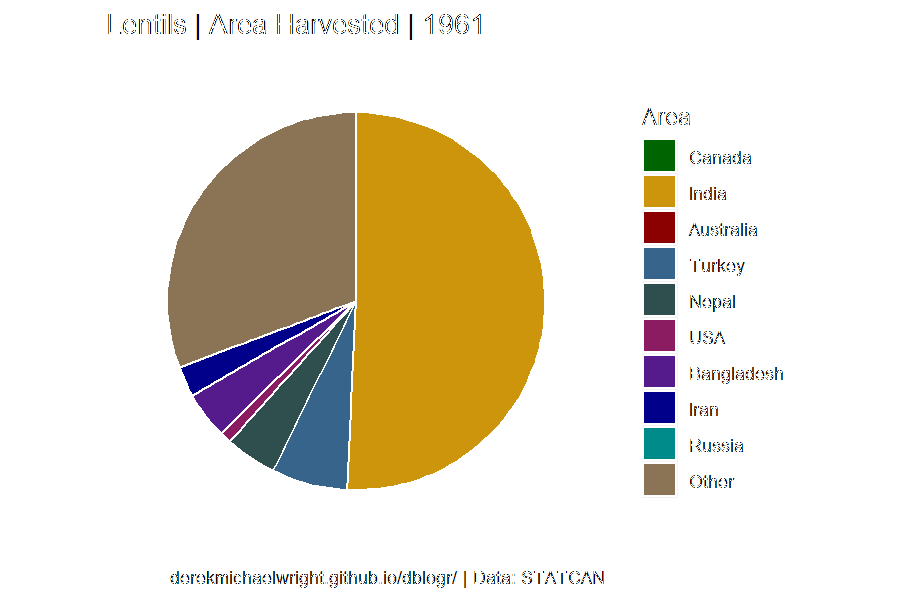 Lentils | Area Harvested | 1961
Area
Canada
India
Australia
Turkey
Nepal
USA
Bangladesh
Iran
Russia
Other
derekmichaelwright.github.io/dblogr/ | Data: STATCAN